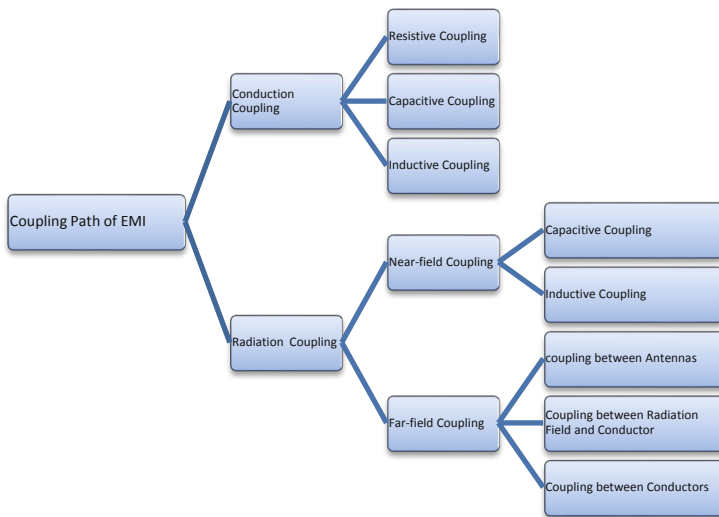 Coupling Path of EMI
Conduction
Coupling
Resistive Coupling
Capacitive Coupling
Inductive Coupling
Radiation Coupling
Near-field Coupling
Capacitive Coupling
Inductive Coupling
Far-field Coupling
coupling between Antennas
Coupling between Radiation
Field and Conductor
Coupling between Conductors